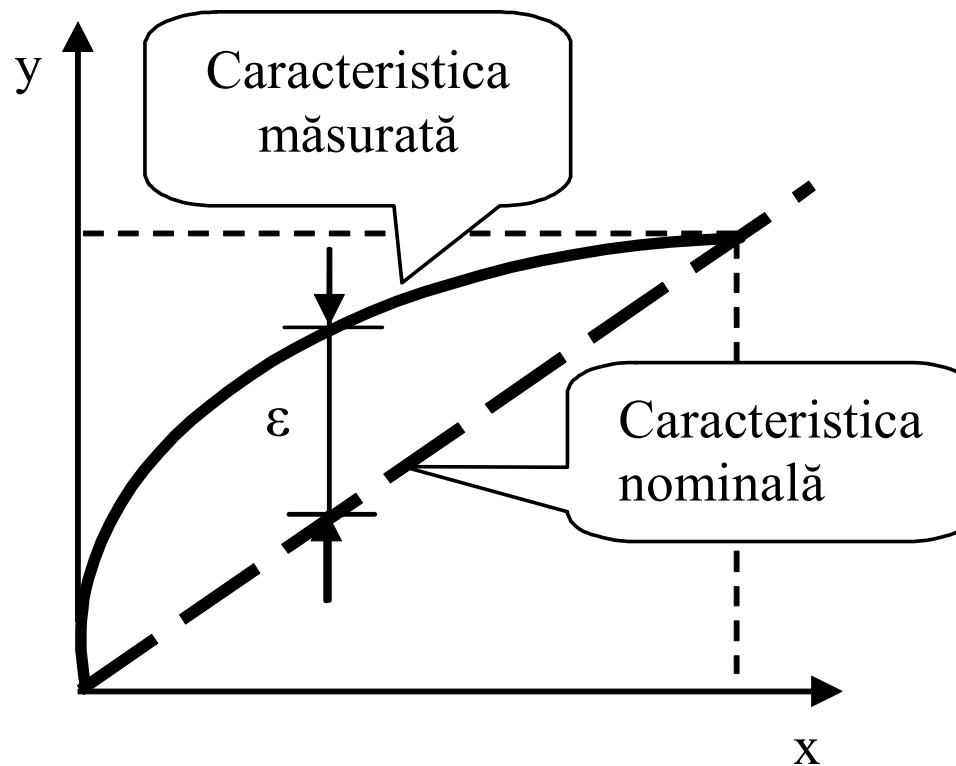 y
Caracteristica
măsurată
ε
Caracteristica
nominală
x